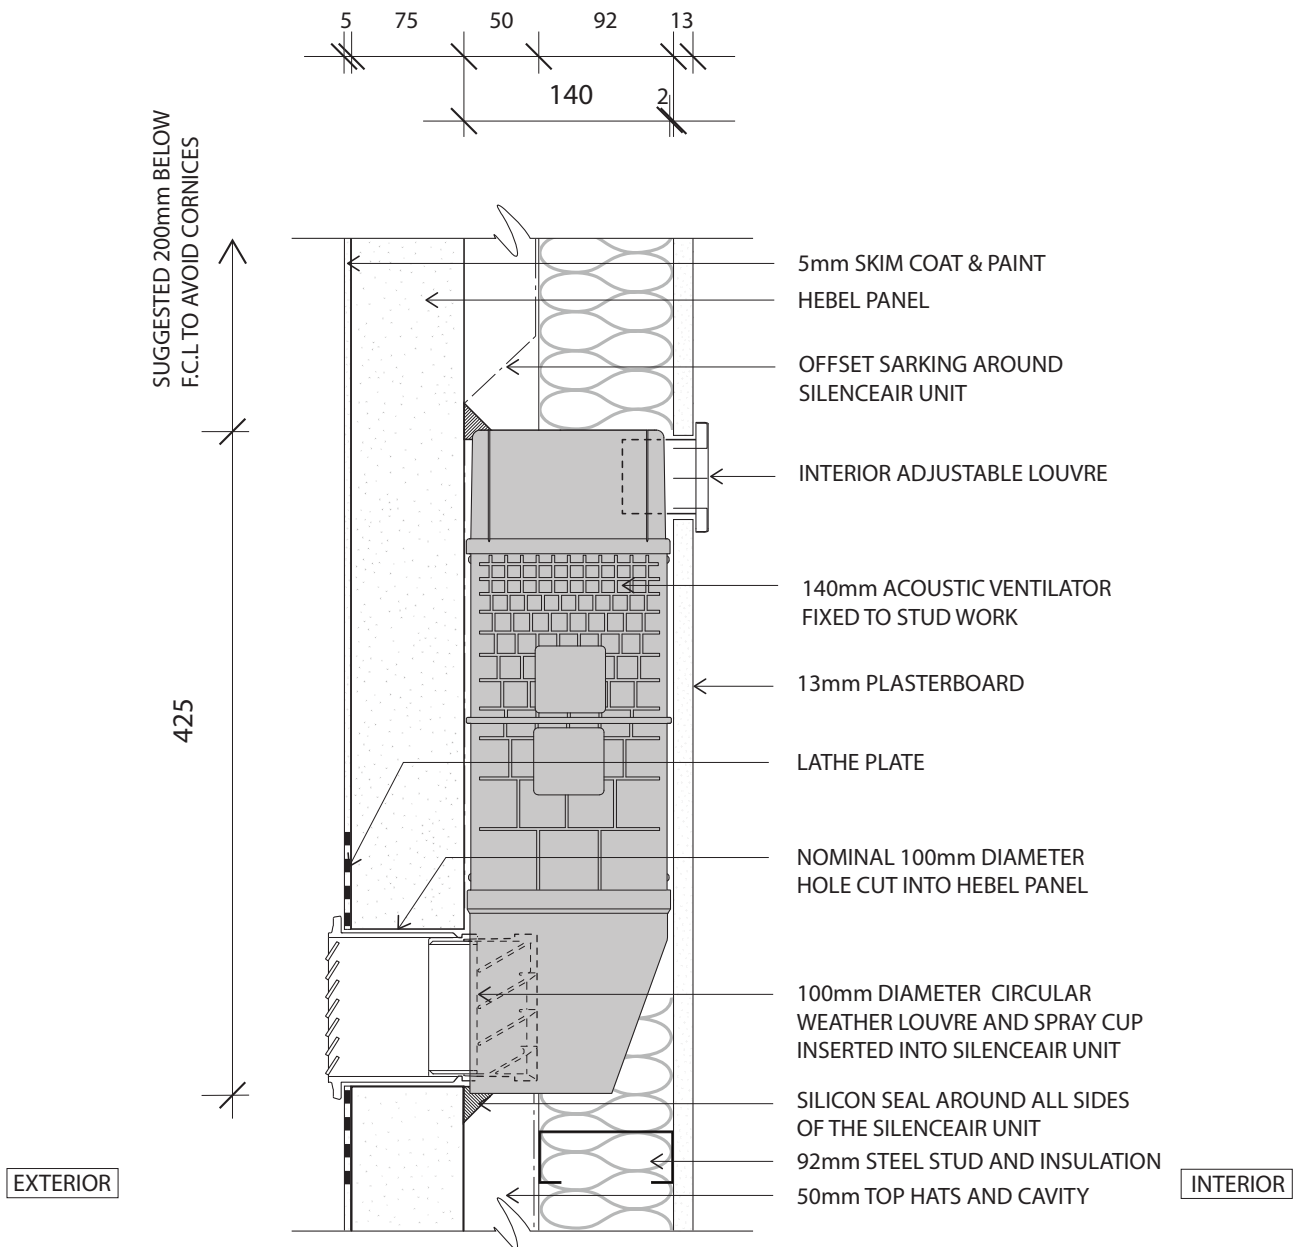 5 75 50 92 13
140 2
SUGGESTED 200mm BELOW
F.C.L TO AVOID CORNICES
5mm SKIM COAT & PAINT
HEBEL PANEL
OFFSET SARKING AROUND
SILENCEAIR UNIT
INTERIOR ADJUSTABLE LOUVRE
140mm ACOUSTIC VENTILATOR
FIXED TO STUD WORK
13mm PLASTERBOARD
425
LATHE PLATE
NOMINAL 100mm DIAMETER
HOLE CUT INTO HEBEL PANEL
100mm DIAMETER CIRCULAR
WEATHER LOUVRE AND SPRAY CUP
INSERTED INTO SILENCEAIR UNIT
SILICON SEAL AROUND ALL SIDES
OF THE SILENCEAIR UNIT
92mm STEEL STUD AND INSULATION
50mm TOP HATS AND CAVITY
EXTERIOR
INTERIOR